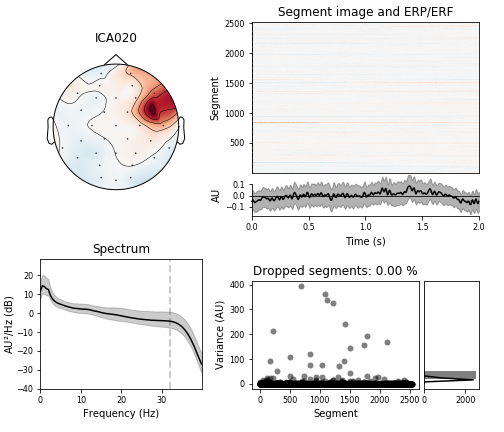 ICA020
Segment image and ERP/ERF
2500
2000
1500
1000
500
Segment
0.1
0.0
−0.1
AU
0.0 0.5 1.0 1.5 2.0
Time (s)
Spectrum
20
10
0
−10
−20
−30
−40
AU²/Hz (dB)
0 10 20 30
Frequency (Hz)
Dropped segments: 0.00 %
400
300
200
100
0
Variance (AU)
0 500 1000 1500 2000 2500
Segment
0 2000